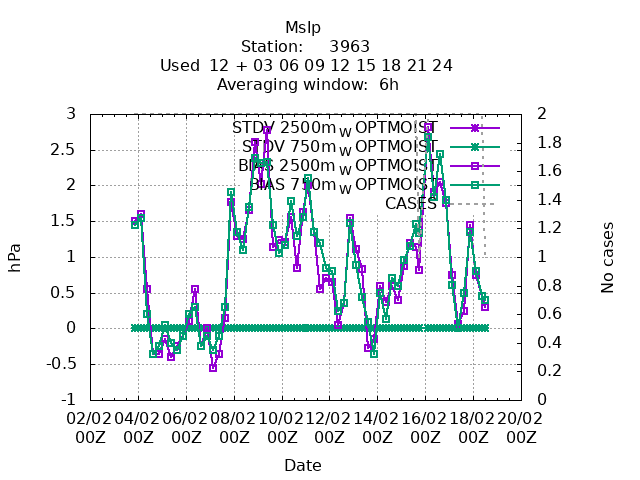 Mslp
Station: 3963
Used 12 + 03 06 09 12 15 18 21 24
Averaging window: 6h
3 2
STDV 2500m W OPTMOIST
2.5 1.8
STDV 750m W OPTMOIST
BIAS 2500m W OPTMOIST
2 1.6
BIAS 750m W OPTMOIST
CASES
1.5 1.4
1.2
1 1
hPa No cases
0.5 0.8
0.6
0 0.4
-0.5 0.2
-1 0
02/02 04/02 06/02 08/02 10/02 12/02 14/02 16/02 18/02 20/02
00Z 00Z 00Z 00Z 00Z 00Z 00Z 00Z 00Z 00Z
Date